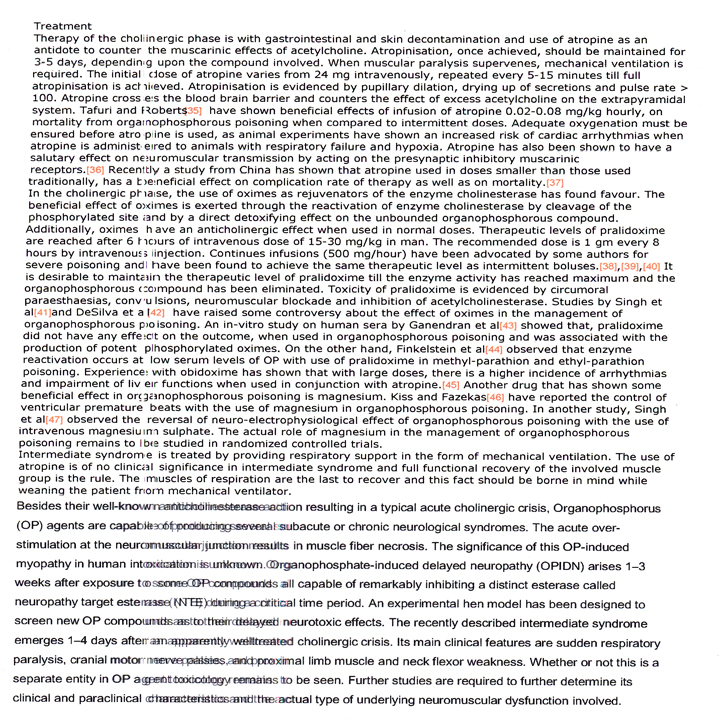 Treatment
Therapy of the cholinergic phase is with gastrointestinal and skin decontamination and use of atropine as an
antidote to counter the muscarinic effects of acetylcholine. Atropinisation, once achieved, should be maintained for
3-5 days, depending upon the compound involved. When muscular paralysis supervenes, mechanical ventilation is
required. The initial dose of atropine varies from 24 mg intravenously, repeated every 5-15 minutes till full
atropinisation is achieved. Atropinisation is evidenced by pupillary dilation, drying up of secretions and pulse rate >
100. Atropine crosses the blood brain barrier and counters the effect of excess acetylcholine on the extrapyramidal
system. Tafuri and Roberts[35] have shown beneficial effects of infusion of atropine 0.02-0.08 mg/kg hourly, on
mortality from organophosphorous poisoning when compared to intermittent doses. Adequate oxygenation must be
ensured before atropine is used, as animal experiments have shown an increased risk of cardiac arrhythmias when
atropine is administered to animals with respiratory failure and hypoxia. Atropine has also been shown to have a
salutary effect on neuromuscular transmission by acting on the presynaptic inhibitory muscarinic
receptors.[36] Recently a study from China has shown that atropine used in doses smaller than those used
traditionally, has a beneficial effect on complication rate of therapy as well as on mortality.[37]
In the cholinergic phase, the use of oximes as rejuvenators of the enzyme cholinesterase has found favour. The
beneficial effect of oximes is exerted through the reactivation of enzyme cholinesterase by cleavage of the
phosphorylated site and by a direct detoxifying effect on the unbounded organophosphorous compound.
Additionally, oximes have an anticholinergic effect when used in normal doses. Therapeutic levels of pralidoxime
are reached after 6 hours of intravenous dose of 15-30 mg/kg in man. The recommended dose is 1 gm every 8
hours by intravenous injection. Continues infusions (500 mg/hour) have been advocated by some authors for
severe poisoning and have been found to achieve the same therapeutic level as intermittent boluses.[38],[39],[40] It
is desirable to maintain the therapeutic level of pralidoxime till the enzyme activity has reached maximum and the
organophosphorous compound has been eliminated. Toxicity of pralidoxime is evidenced by circumoral
paraesthaesias, convulsions, neuromuscular blockade and inhibition of acetylcholinesterase. Studies by Singh et
al[41]and DeSilva et al[42] have raised some controversy about the effect of oximes in the management of
organophosphorous poisoning. An in-vitro study on human sera by Ganendran et al[43] showed that, pralidoxime
did not have any effect on the outcome, when used in organophosphorous poisoning and was associated with the
production of potent phosphorylated oximes. On the other hand, Finkelstein et al[44] observed that enzyme
reactivation occurs at low serum levels of OP with use of pralidoxime in methyl-parathion and ethyl-parathion
poisoning. Experience with obidoxime has shown that with large doses, there is a higher incidence of arrhythmias
and impairment of liver functions when used in conjunction with atropine.[45] Another drug that has shown some
beneficial effect in organophosphorous poisoning is magnesium. Kiss and Fazekas[46] have reported the control of
ventricular premature beats with the use of magnesium in organophosphorous poisoning. In another study, Singh
et al[47] observed the reversal of neuro-electrophysiological effect of organophosphorous poisoning with the use of
intravenous magnesium sulphate. The actual role of magnesium in the management of organophosphorous
poisoning remains to be studied in randomized controlled trials.
Intermediate syndrome is treated by providing respiratory support in the form of mechanical ventilation. The use of
atropine is of no clinical significance in intermediate syndrome and full functional recovery of the involved muscle
group is the rule. The muscles of respiration are the last to recover and this fact should be borne in mind while
weaning the patient from mechanical ventilator.
Besides their well-known anticholinesterase action resulting in a typical acute cholinergic crisis, Organophosphorus
(OP) agents are capable of producing several subacute or chronic neurological syndromes. The acute over-
stimulation at the neuromuscular junction results in muscle fiber necrosis. The significance of this OP-induced
myopathy in human intoxication is unknown. Organophosphate-induced delayed neuropathy (OPIDN) arises 1–3
weeks after exposure to some OP compounds all capable of remarkably inhibiting a distinct esterase called
neuropathy target esterase (NTE) during a critical time period. An experimental hen model has been designed to
screen new OP compounds as to their delayed neurotoxic effects. The recently described intermediate syndrome
emerges 1–4 days after an apparently well treated cholinergic crisis. Its main clinical features are sudden respiratory
paralysis, cranial motor nerve palsies, and proximal limb muscle and neck flexor weakness. Whether or not this is a
separate entity in OP agent toxicology remains to be seen. Further studies are required to further determine its
clinical and paraclinical characteristics and the actual type of underlying neuromuscular dysfunction involved.